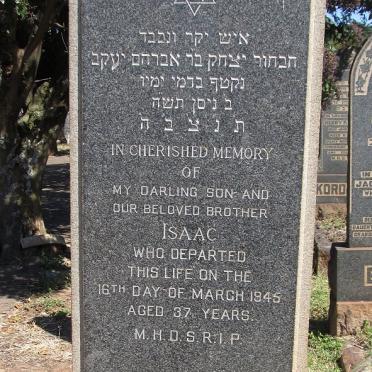 איש יקר ונכבד
הבחור יצחק בר אברהם יעקב
נקטף בדמי ימיו
ב ניסן תשה
ת נ צ ב ה
IN CHERISHED MEMORY
OF
MY DARLING SON AND
OUR BELOVED BROTHER
ISAAC
WHO DEPARTED
THIS LIFE ON THE
16TH DAY OF MARCH 1945
AGED 37 YEARS.
M.H.D.S.R.I.P.
KORD
IN